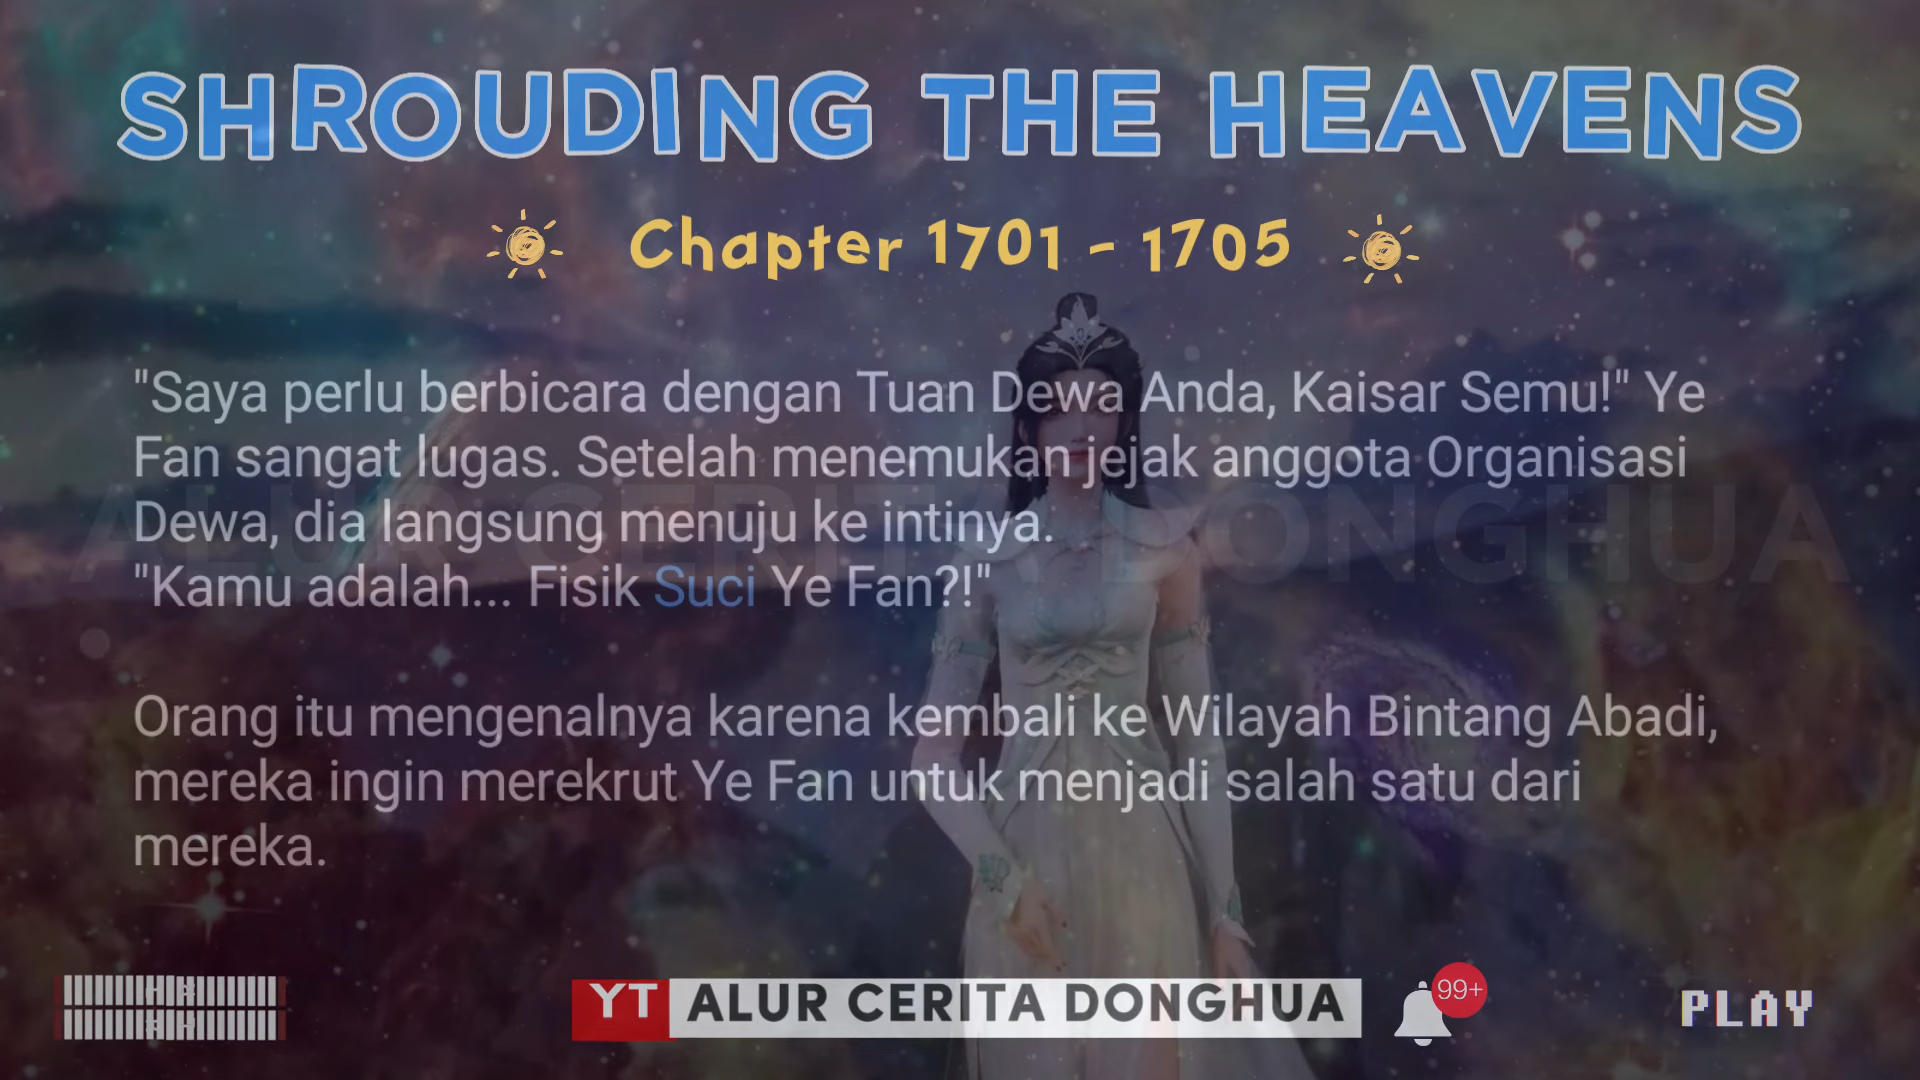 SHROUDING THE HEAVENS
Chapter 1701 - 1705
"Saya perlu berbicara dengan Tuan Dewa Anda, Kaisar Semu!" Ye
Fan sangat lugas. Setelah menemukan jejak anggota Organisasi
Dewa, dia langsung menuju ke intinya.
ALUR CERITA DONGHUA
"Kamu adalah... Fisik Suci Ye Fan?!"
Orang itu mengenalnya karena kembali ke Wilayah Bintang Abadi,
mereka ingin merekrut Ye Fan untuk menjadi salah satu dari
mereka.
YT ALUR CERITA DONGHUA
99+
PLAY